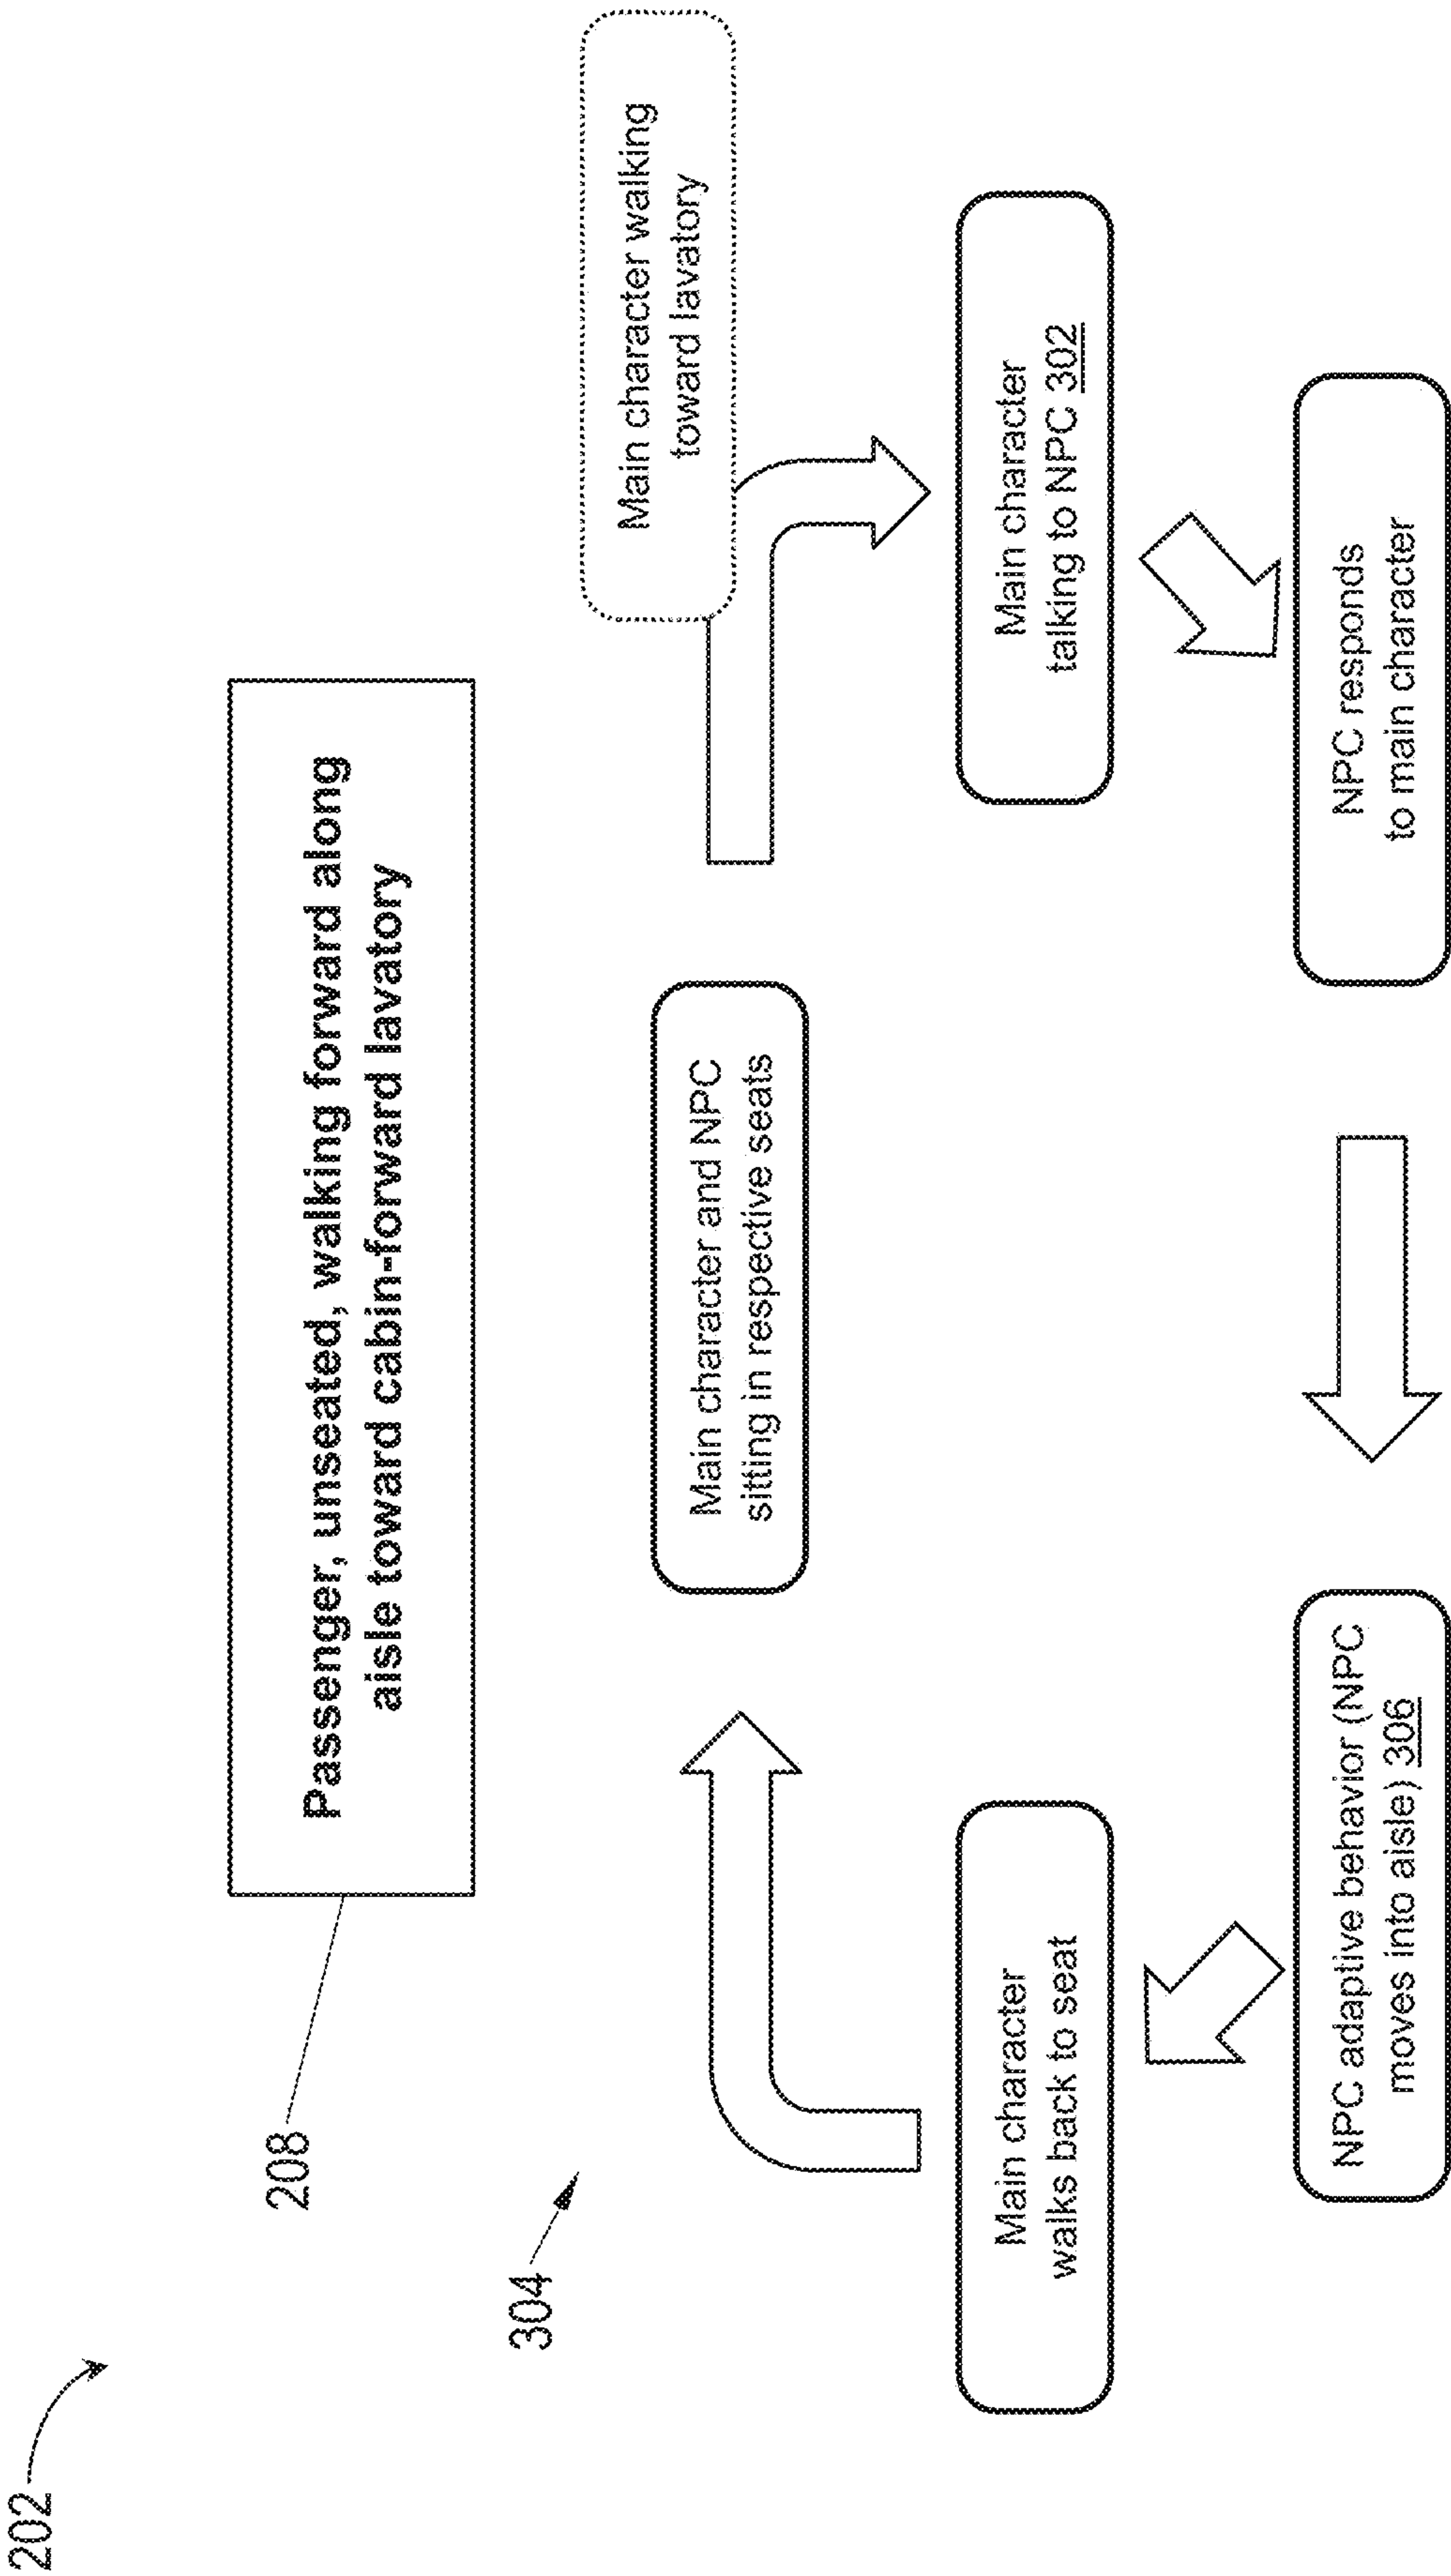 202
208
Passenger, unseated, walking forward along
aisle toward cabin-forward lavatory
304
Main character walking
toward lavatory
Main character and NPC
sitting in respective seats
Main character
walks back to seat
Main character
talking to NPC 302
NPC adaptive behavior (NPC
moves into aisle) 306
NPC responds
to main character